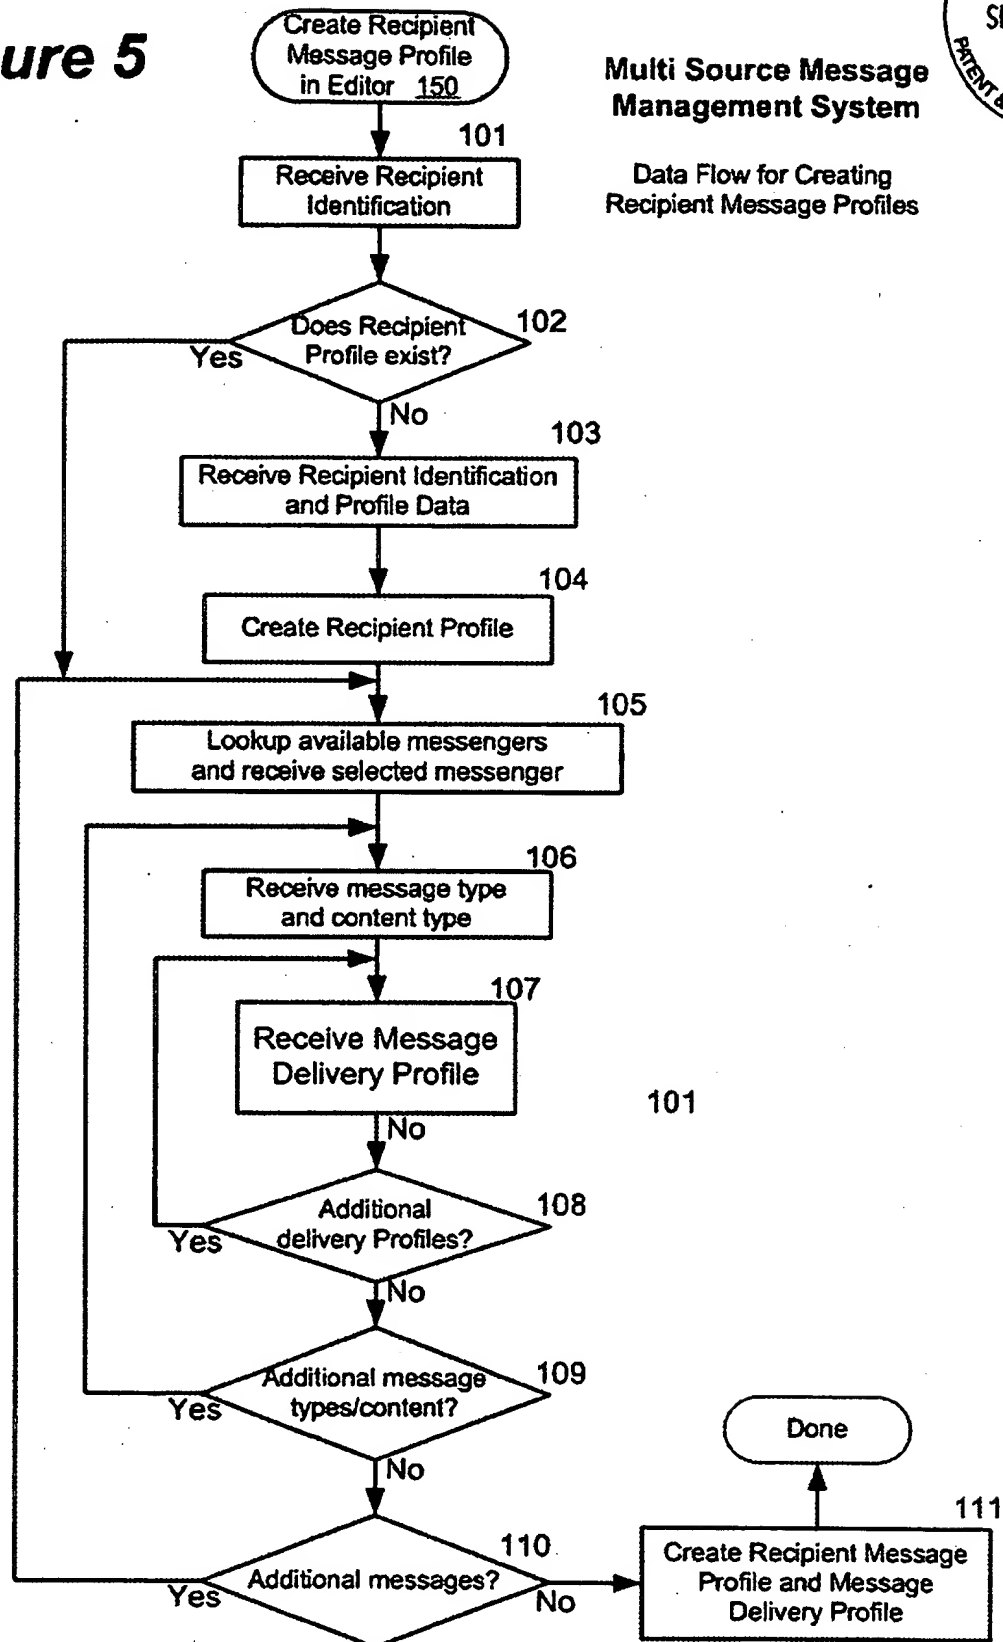 ure 5
Create Recipient
Message Profile
in Editor 150
Multi Source Message
Management System
Data Flow for Creating
Recipient Message Profiles
101
Receive Recipient
Identification
102
Does Recipient
Profile exist?
Yes
No
103
Receive Recipient Identification
and Profile Data
104
Create Recipient Profile
105
Lookup available messengers
and receive selected messenger
106
Receive message type
and content type
107
Receive Message
Delivery Profile
101
No
108
Additional
delivery Profiles?
Yes
No
109
Additional message
types/content?
Yes
No
Done
110
Additional messages?
Yes
No
111
Create Recipient Message
Profile and Message
Delivery Profile
PATENT &